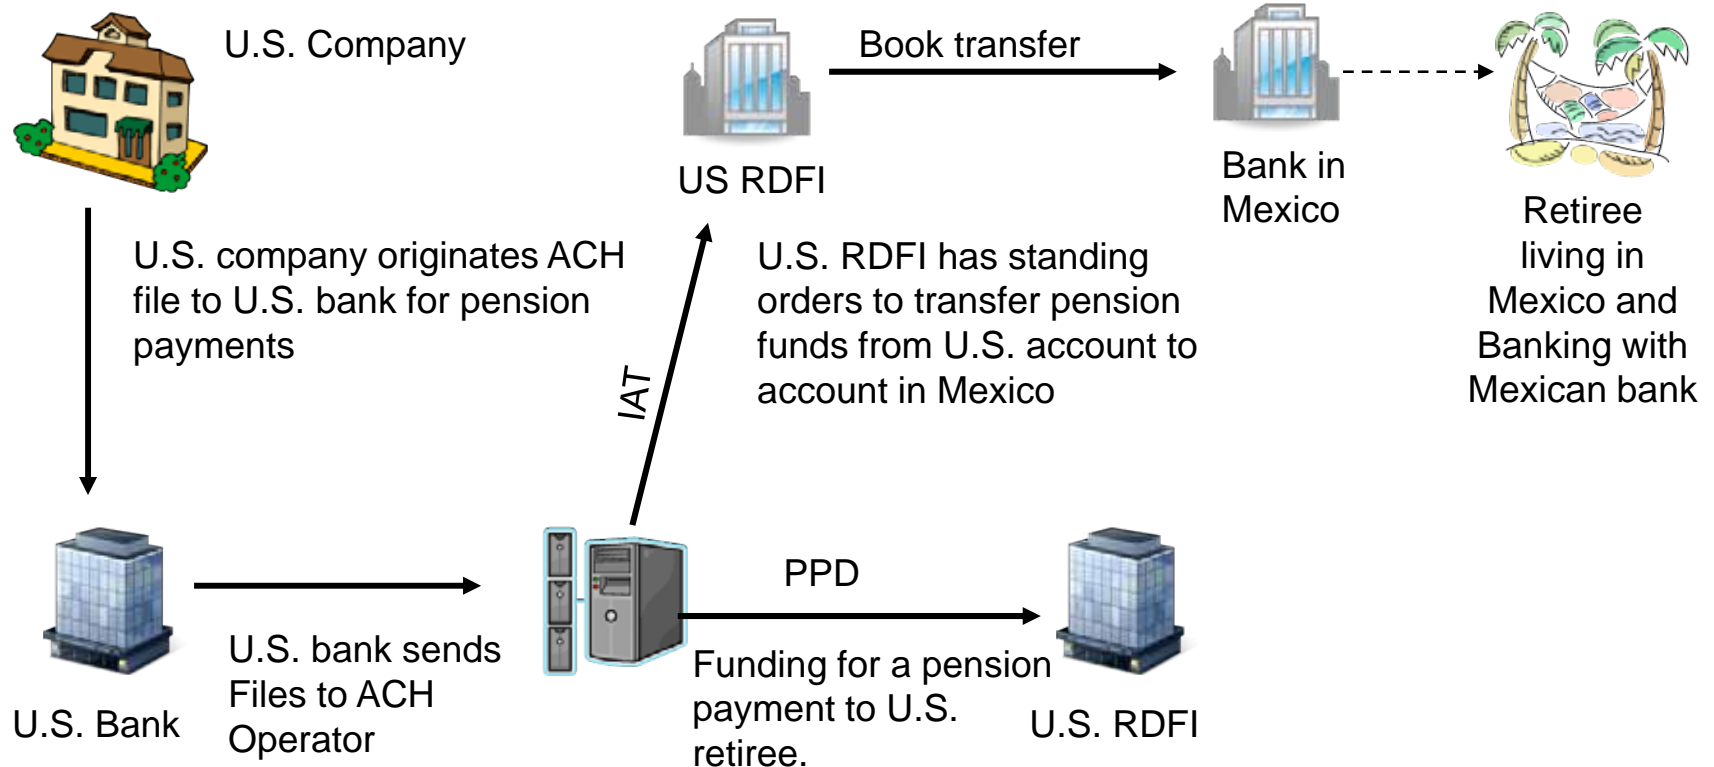 U.S. Company
Book transfer
US RDFI
Bank in
Mexico
Retiree
living in
Mexico and
Banking with
Mexican bank
U.S. company originates ACH
file to U.S. bank for pension
payments
U.S. RDFI has standing
orders to transfer pension
funds from U.S. account to
account in Mexico
IAT
PPD
U.S. Bank
U.S. bank sends
Files to ACH
Operator
Funding for a pension
payment to U.S.
retiree.
U.S. RDFI